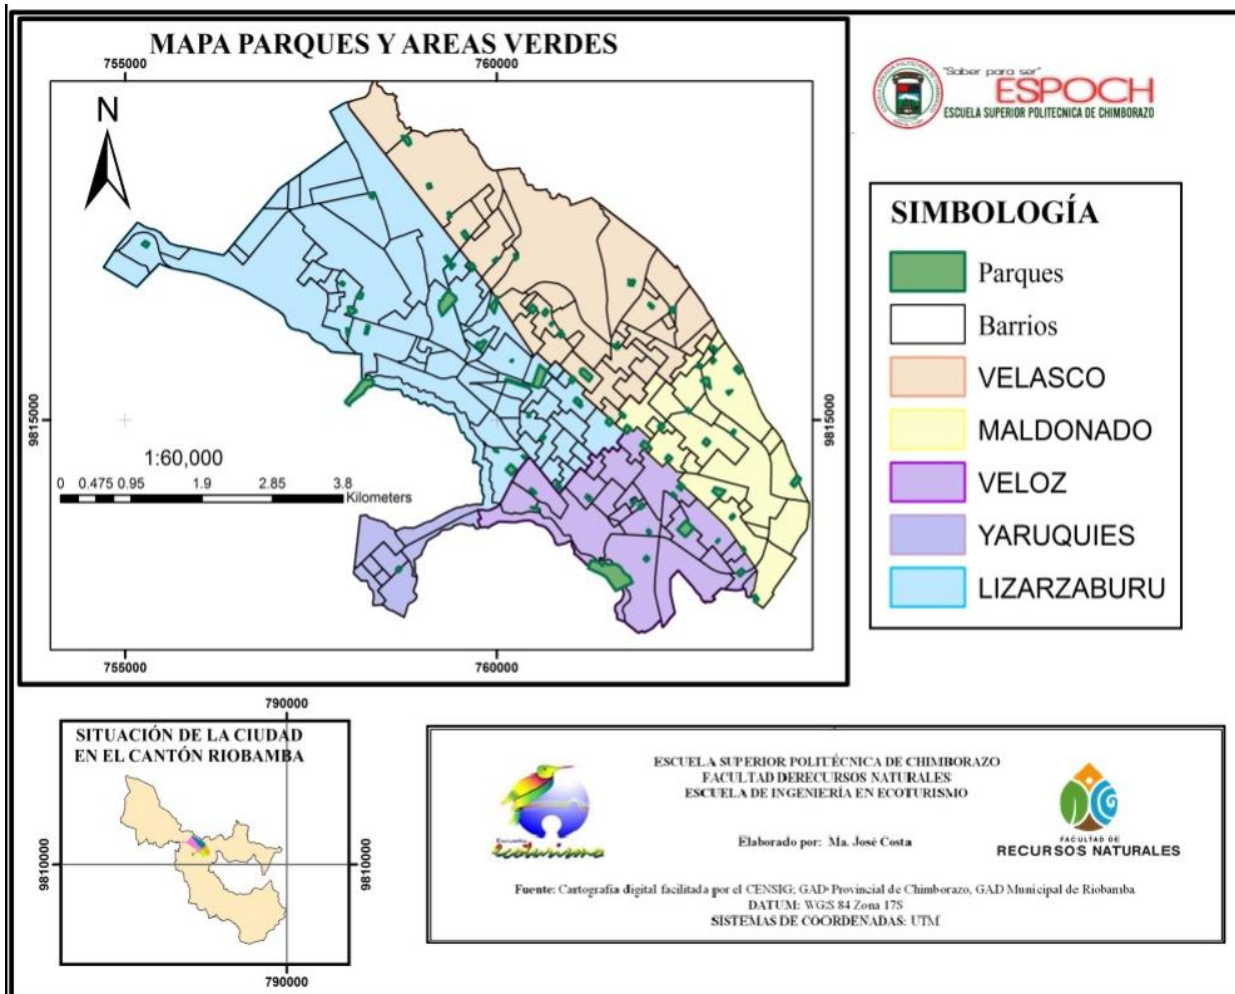 MAPA PARQUES Y AREAS VERDES
755000
760000
N
9815000
9815000
1:60,000
0 0.475 0.95 1.9 2.85 3.8
Kilometers
755000
760000
"Saber para ser"
ESPOCH
ESCUELA SUPERIOR POLITECNICA DE CHIMBORAZO
SIMBOLOGÍA
Parques
Barrios
VELASCO
MALDONADO
VELOZ
YARUQUIES
LIZARZABURU
790000
SITUACIÓN DE LA CIUDAD
EN EL CANTÓN RIOBAMBA
9810000
9810000
790000
ESCUELA SUPERIOR POLITÉCNICA DE CHIMBORAZO
FACULTAD DERECURSOS NATURALES
ESCUELA DE INGENIERÍA EN ECOTURISMO
Elaborado por: Ma. José Costa
Escuela
ecoturismo
FACULTAD DE
RECURSOS NATURALES
Fuente: Cartografía digital facilitada por el CENSIG; GAD Provincial de Chimborazo, GAD Municipal de Riobamba
DATUM: WGS 84 Zona 17S
SISTEMAS DE COORDENADAS: UTM